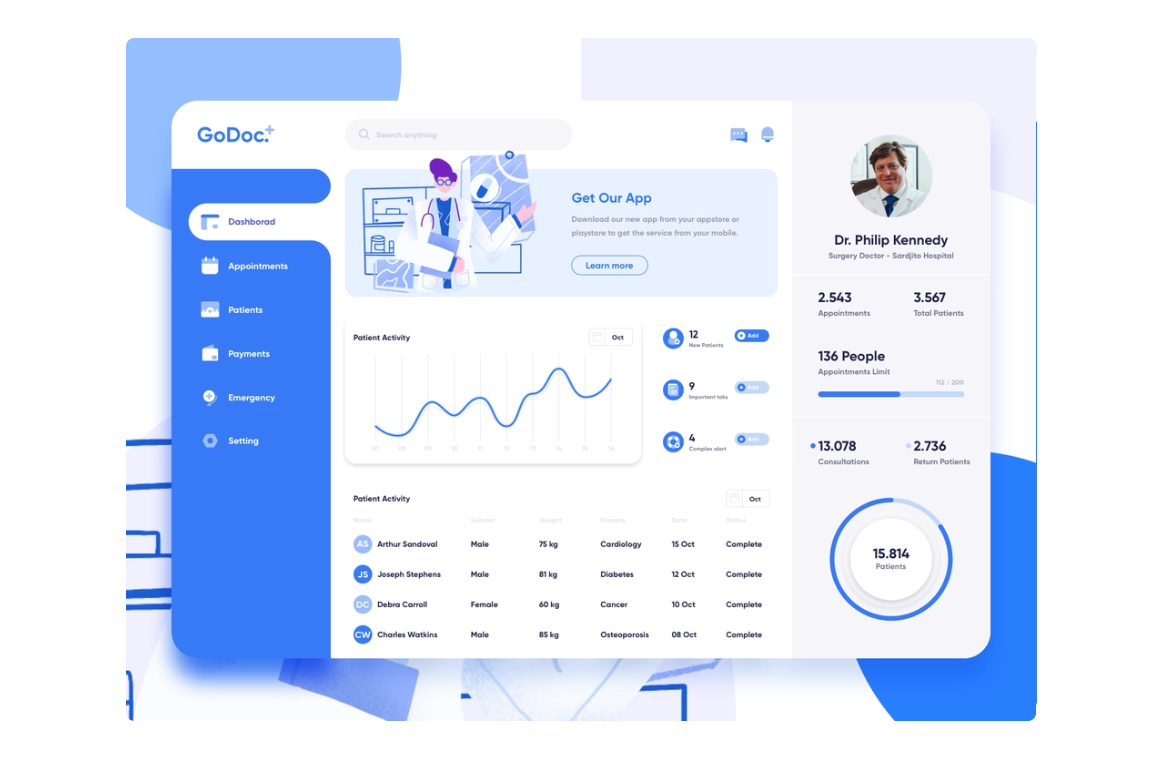 GoDoc.+
Search anything
Dashborad
Appointments
Patients
Payments
Emergency
Setting
Get Our App
Download our new app from your appstore or
playstore to get the service from your mobile.
Learn more
Patient Activity
Oct
07 08 09 10 11 12 13 14 15 16
12
New Patients
Add
9
Important taks
Add
4
Complex alert
Add
Patient Activity
Oct
Name Gender Weight Disease Date Status
AS Arthur Sandoval Male 75 kg Cardiology 15 Oct Complete
JS Joseph Stephens Male 81 kg Diabetes 12 Oct Complete
DC Debra Carroll Female 60 kg Cancer 10 Oct Complete
CW Charles Watkins Male 85 kg Osteoporosis 08 Oct Complete
Dr. Philip Kennedy
Surgery Doctor - Sardjito Hospital
2.543 3.567
Appointments Total Patients
136 People
Appointments Limit
112 / 200
13.078 2.736
Consultations Return Patients
15.814
Patients